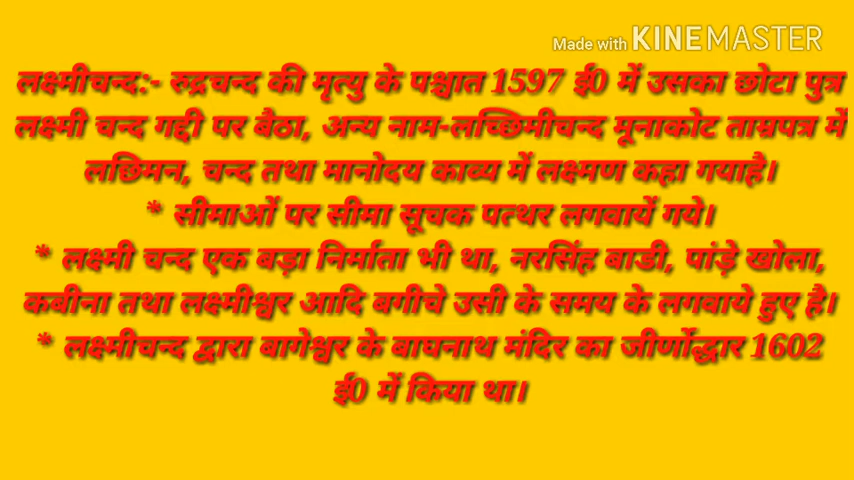 Made with KINEMASTER
लक्ष्मीचन्द:- रुद्रचन्द की मृत्यु के पश्चात 1597 ई0 में उसका छोटा पुत्र
लक्ष्मी चन्द गद्दी पर बैठा, अन्य नाम-लच्छिमीचन्द मूनाकोट ताम्रपत्र में
लछिमन, चन्द तथा मानोदय काव्य में लक्ष्मण कहा गयाहै।
* सीमाओं पर सीमा सूचक पत्थर लगवायें गये।
* लक्ष्मी चन्द एक बड़ा निर्माता भी था, नरसिंह बाडी, पांड़े खोला,
कबीना तथा लक्ष्मीश्वर आदि बगीचे उसी के समय के लगवाये हुए है।
* लक्ष्मीचन्द द्वारा बागेश्वर के बाघनाथ मंदिर का जीर्णोद्धार 1602
ई0 में किया था।